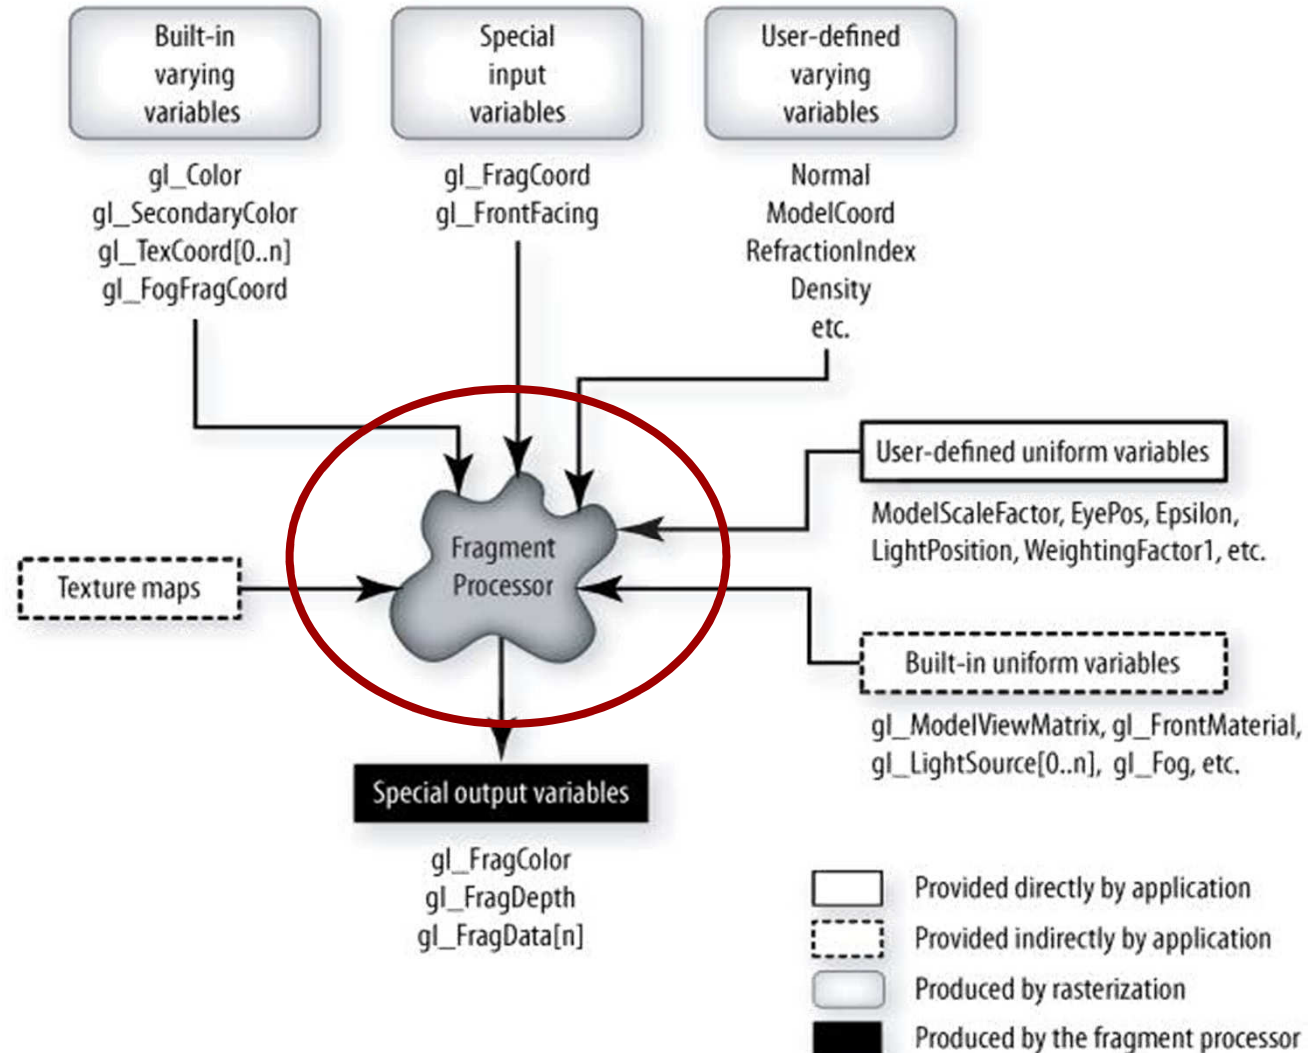 Built-in
varying
variables
Special
input
variables
User-defined
varying
variables
gl_Color
gl_SecondaryColor
gl_TexCoord[0..n]
gl_FogFragCoord
gl_FragCoord
gl_FrontFacing
Normal
ModelCoord
RefractionIndex
Density
etc.
User-defined uniform variables
ModelScaleFactor, EyePos, Epsilon,
LightPosition, WeightingFactor1, etc.
Fragment
Processor
Texture maps
Built-in uniform variables
gl_ModelViewMatrix, gl_FrontMaterial,
gl_LightSource[0..n], gl_Fog, etc.
Special output variables
gl_FragColor
gl_FragDepth
gl_FragData[n]
Provided directly by application
Provided indirectly by application
Produced by rasterization
Produced by the fragment processor